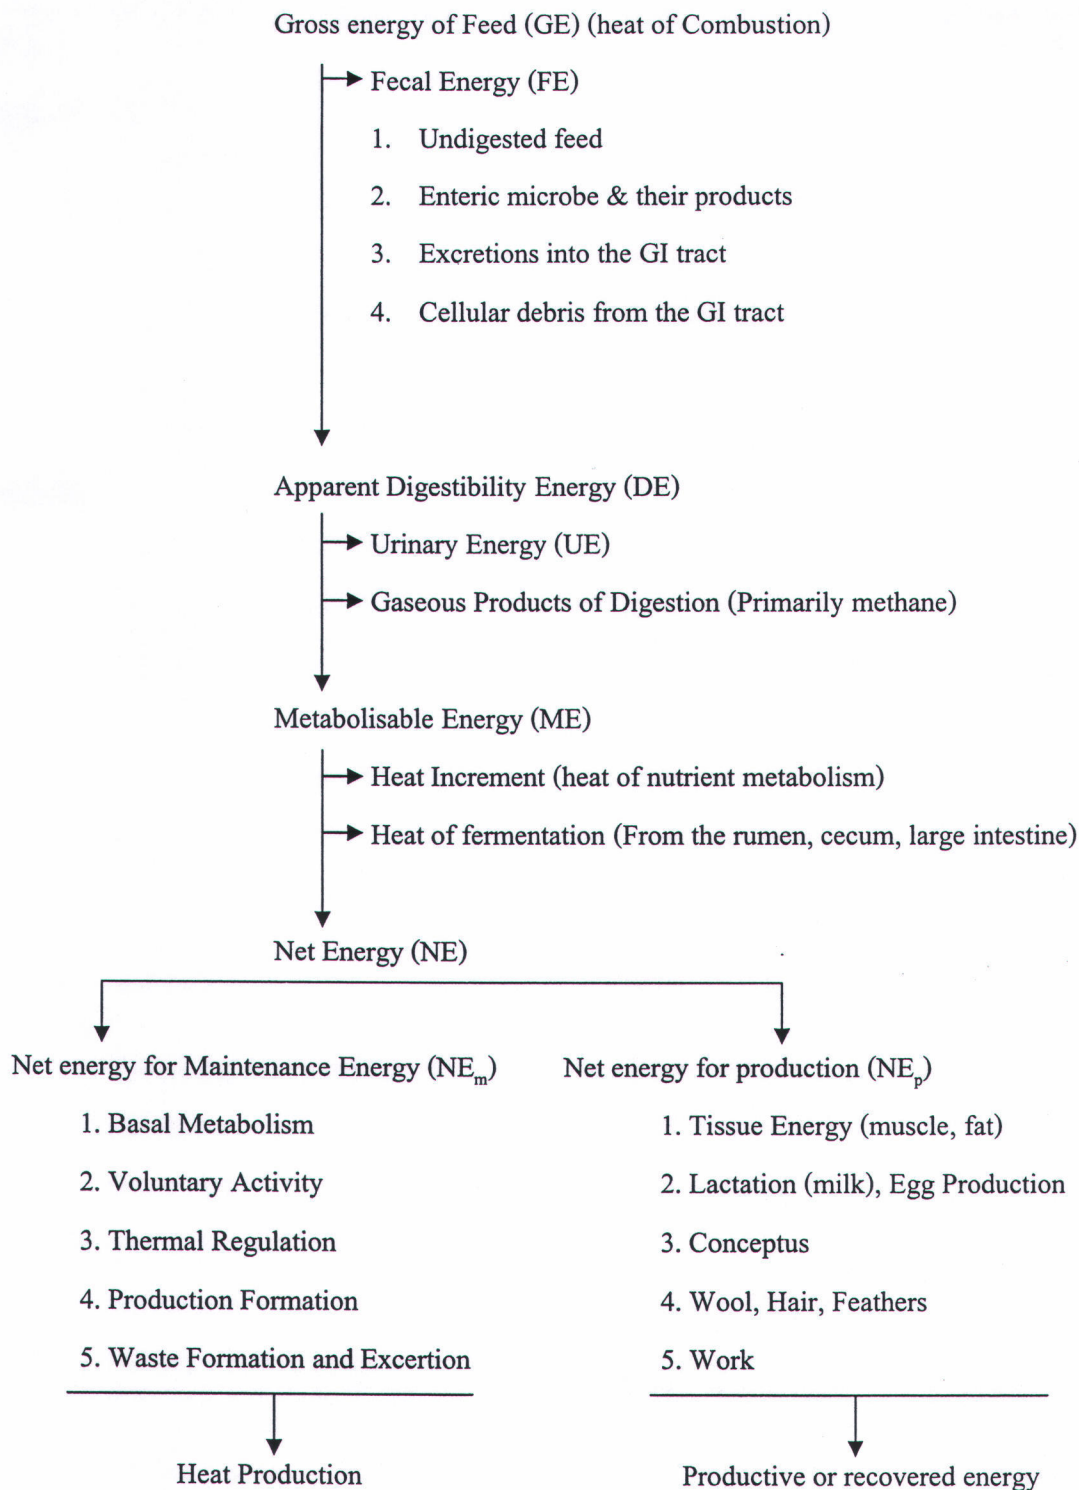 Gross energy of Feed (GE) (heat of Combustion)
Fecal Energy (FE)
1. Undigested feed
2. Enteric microbe & their products
3. Excretions into the GI tract
4. Cellular debris from the GI tract
Apparent Digestibility Energy (DE)
Urinary Energy (UE)
Gaseous Products of Digestion (Primarily methane)
Metabolisable Energy (ME)
Heat Increment (heat of nutrient metabolism)
Heat of fermentation (From the rumen, cecum, large intestine)
Net Energy (NE)
Net energy for Maintenance Energy (NEm)
1. Basal Metabolism
2. Voluntary Activity
3. Thermal Regulation
4. Production Formation
5. Waste Formation and Excertion
Heat Production
Net energy for production (NEp)
1. Tissue Energy (muscle, fat)
2. Lactation (milk), Egg Production
3. Conceptus
4. Wool, Hair, Feathers
5. Work
Productive or recovered energy